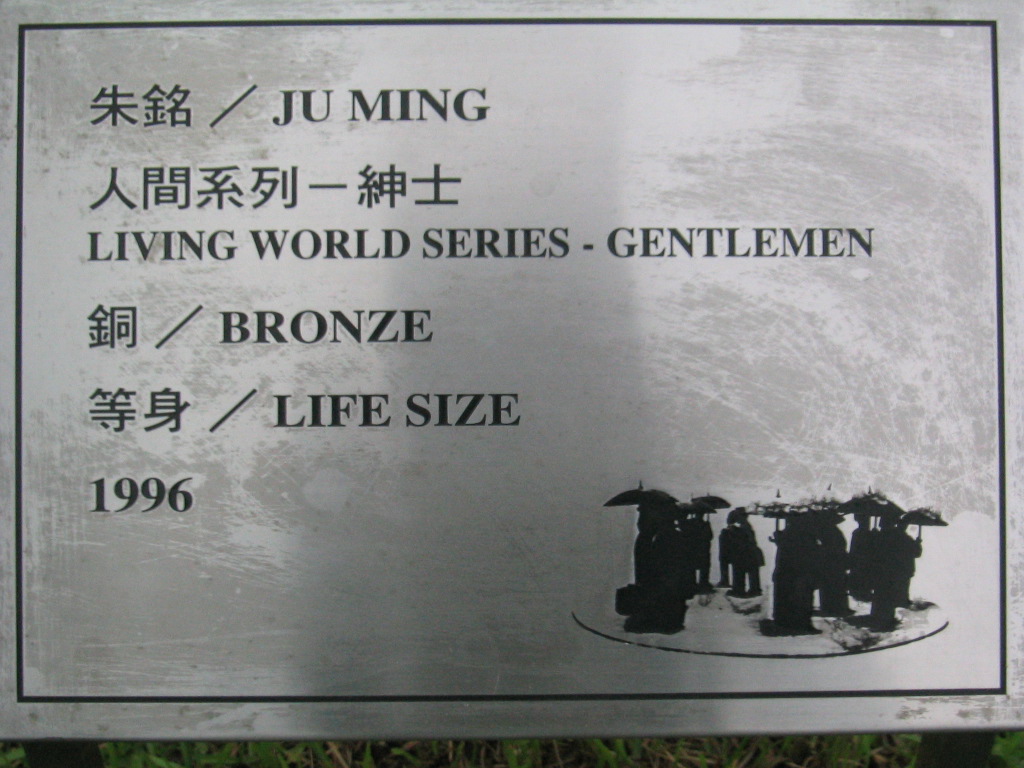 朱銘 ／ JU MING
人間系列－紳士
LIVING WORLD SERIES - GENTLEMEN
銅 ／ BRONZE
等身 ／ LIFE SIZE
1996